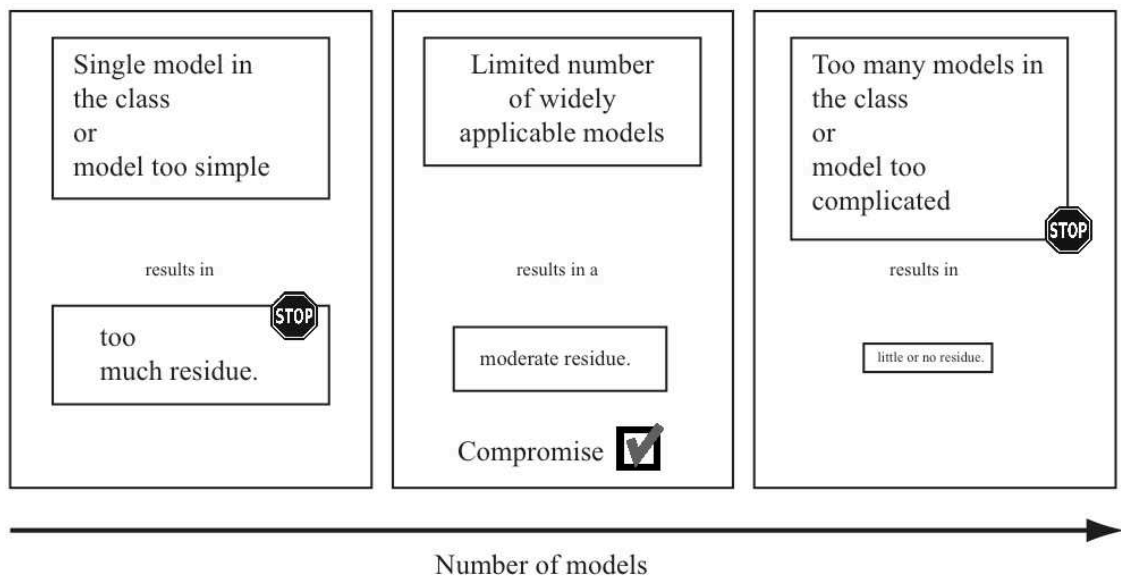 Single model in
the class
or
model too simple
results in
STOP
too
much residue.
Limited number
of widely
applicable models
results in a
moderate residue.
Compromise
Too many models in
the class
or
model too
complicated
STOP
results in
little or no residue.
Number of models